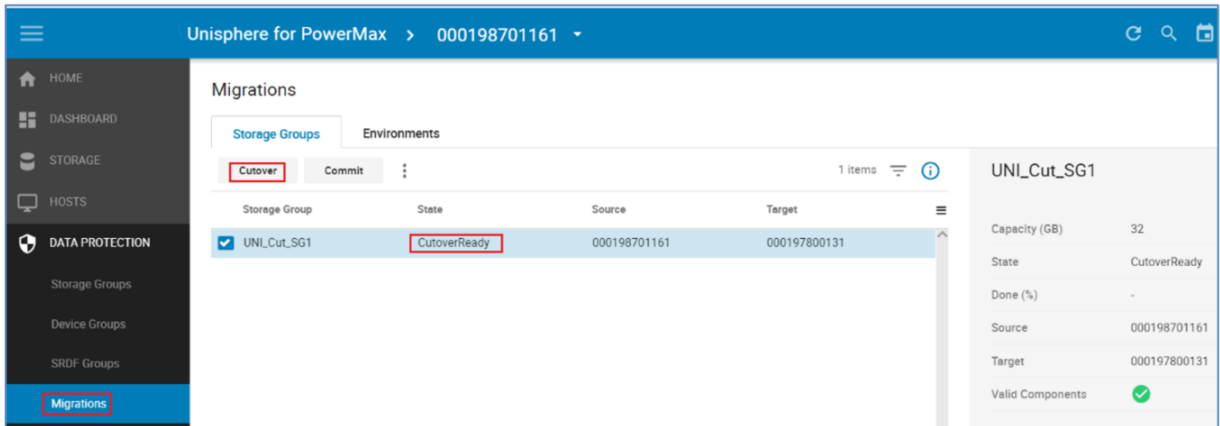 Unisphere for PowerMax > 000198701161
HOME
DASHBOARD
STORAGE
HOSTS
DATA PROTECTION
Storage Groups
Device Groups
SRDF Groups
Migrations
Migrations
Storage Groups Environments
Cutover Commit 1 items
Storage Group State Source Target
UNI_Cut_SG1 CutoverReady 000198701161 000197800131
UNI_Cut_SG1
Capacity (GB) 32
State CutoverReady
Done (%) -
Source 000198701161
Target 000197800131
Valid Components